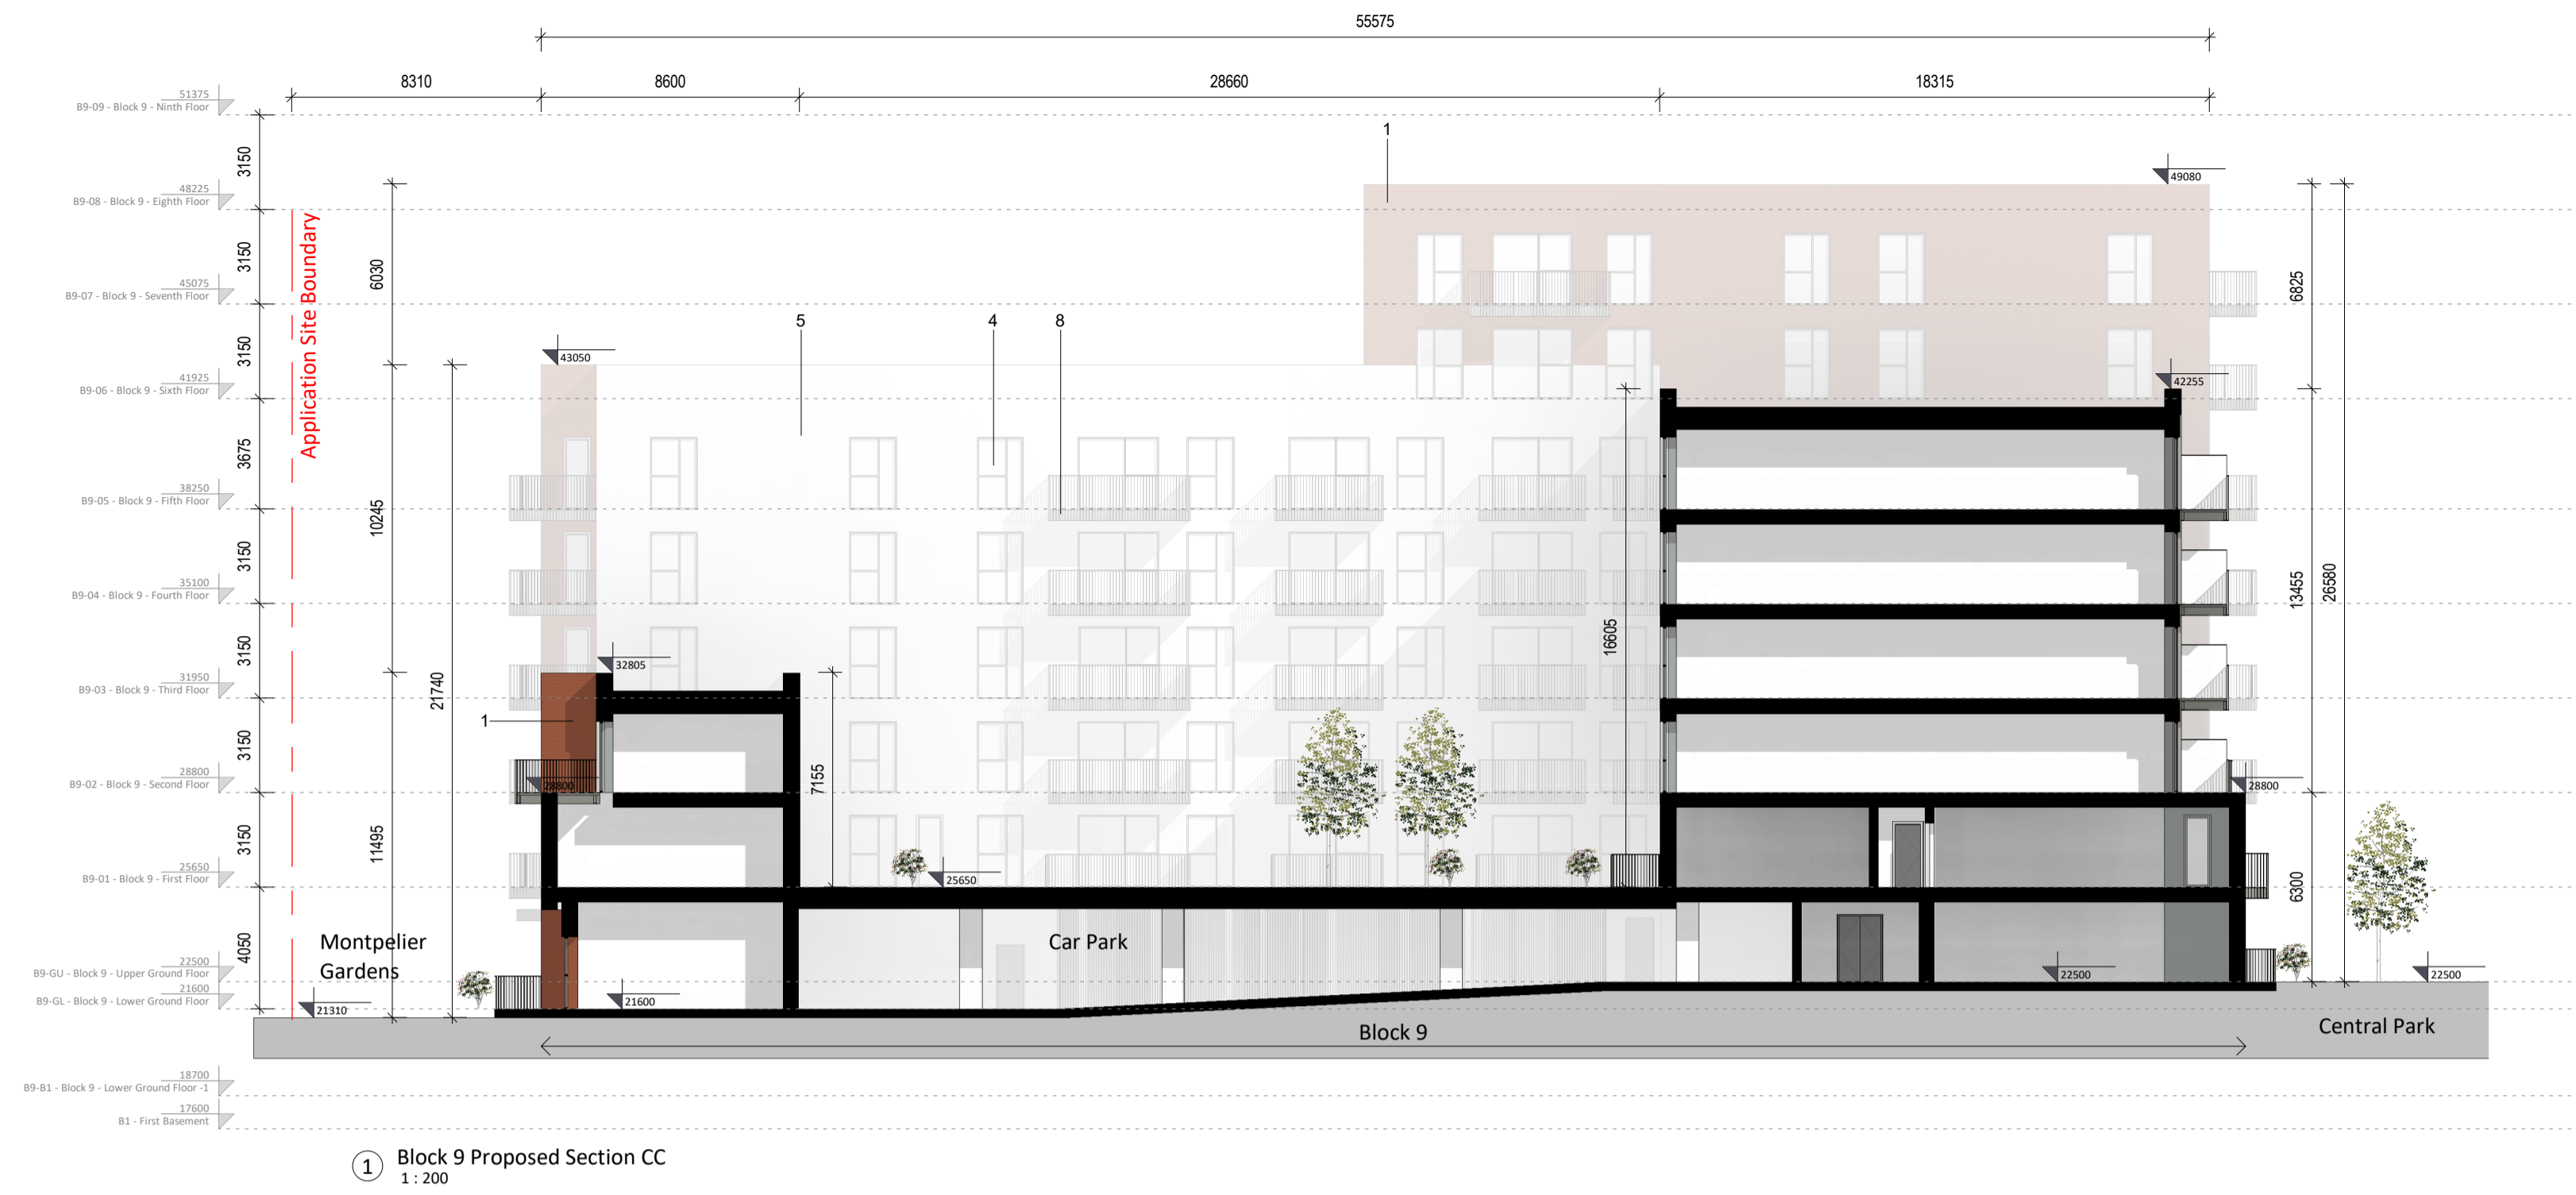 55575
8310
8600
28660
18315
51375
B9-09 - Block 9 - Ninth Floor
1
3150
49080
48225
B9-08 - Block 9 - Eighth Floor
Application Site Boundary
3150
6030
6825
45075
B9-07 - Block 9 - Seventh Floor
5
4
8
3150
43050
42255
41925
B9-06 - Block 9 - Sixth Floor
3675
38250
B9-05 - Block 9 - Fifth Floor
10245
3150
35100
B9-04 - Block 9 - Fourth Floor
13455
26580
16605
3150
32805
31950
B9-03 - Block 9 - Third Floor
21740
1
3150
7155
28800
B9-02 - Block 9 - Second Floor
28800
28800
3150
11495
25650
B9-01 - Block 9 - First Floor
25650
6300
4050
Montpelier
Gardens
Car Park
22500
B9-GU - Block 9 - Upper Ground Floor
22500
22500
21600
B9-GL - Block 9 - Lower Ground Floor
21600
21310
Block 9
Central Park
18700
B9-B1 - Block 9 - Lower Ground Floor -1
17600
B1 - First Basement
1
Block 9 Proposed Section CC
1 : 200